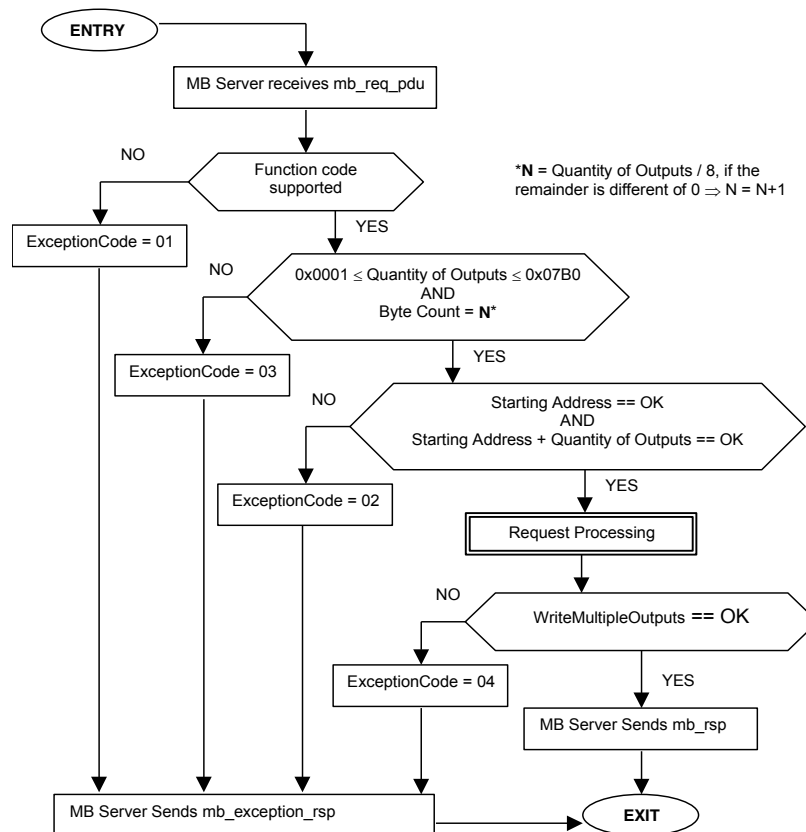 ENTRY
MB Server receives mb_req_pdu
NO
Function code
supported
*N = Quantity of Outputs / 8, if the
remainder is different of 0 ⇒ N = N+1
ExceptionCode = 01
YES
NO
0x0001 ≤ Quantity of Outputs ≤ 0x07B0
AND
Byte Count = N*
ExceptionCode = 03
YES
NO
Starting Address == OK
AND
Starting Address + Quantity of Outputs == OK
ExceptionCode = 02
YES
Request Processing
NO
WriteMultipleOutputs == OK
ExceptionCode = 04
YES
MB Server Sends mb_rsp
MB Server Sends mb_exception_rsp
EXIT